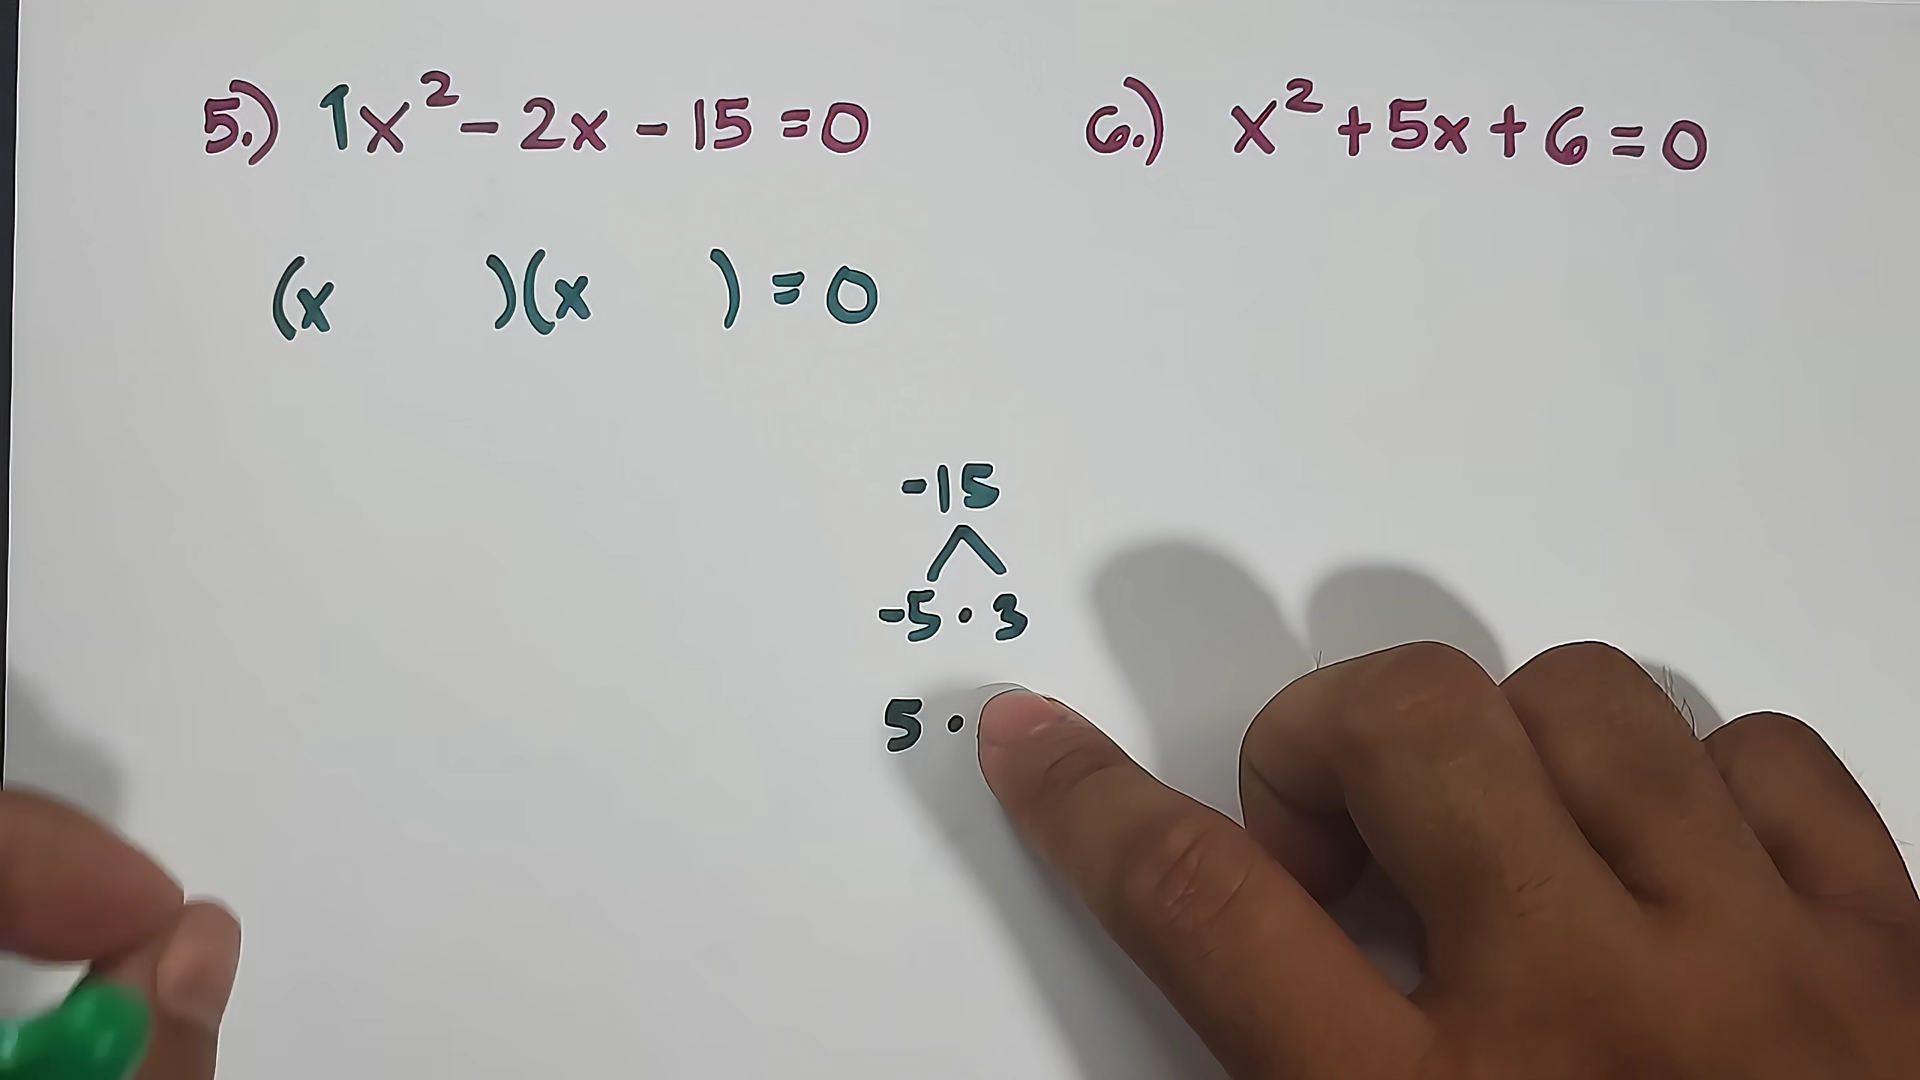 5.) 1x² - 2x - 15 = 0
6.) x² + 5x + 6 = 0
(x )(x ) = 0
-15
-5 · 3
5 ·